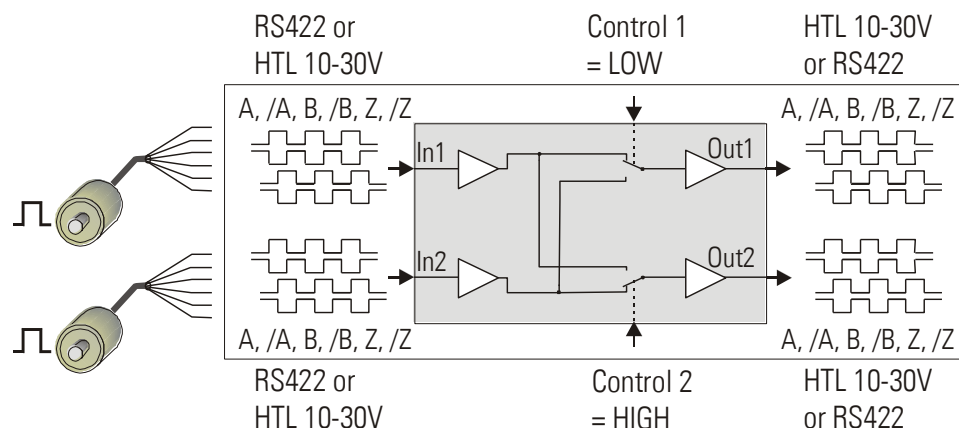 RS422 or
HTL 10-30V
Control 1
= LOW
HTL 10-30V
or RS422
A, /A, B, /B, Z, /Z
A, /A, B, /B, Z, /Z
In1
Out1
In2
Out2
A, /A, B, /B, Z, /Z
A, /A, B, /B, Z, /Z
RS422 or
HTL 10-30V
Control 2
= HIGH
HTL 10-30V
or RS422